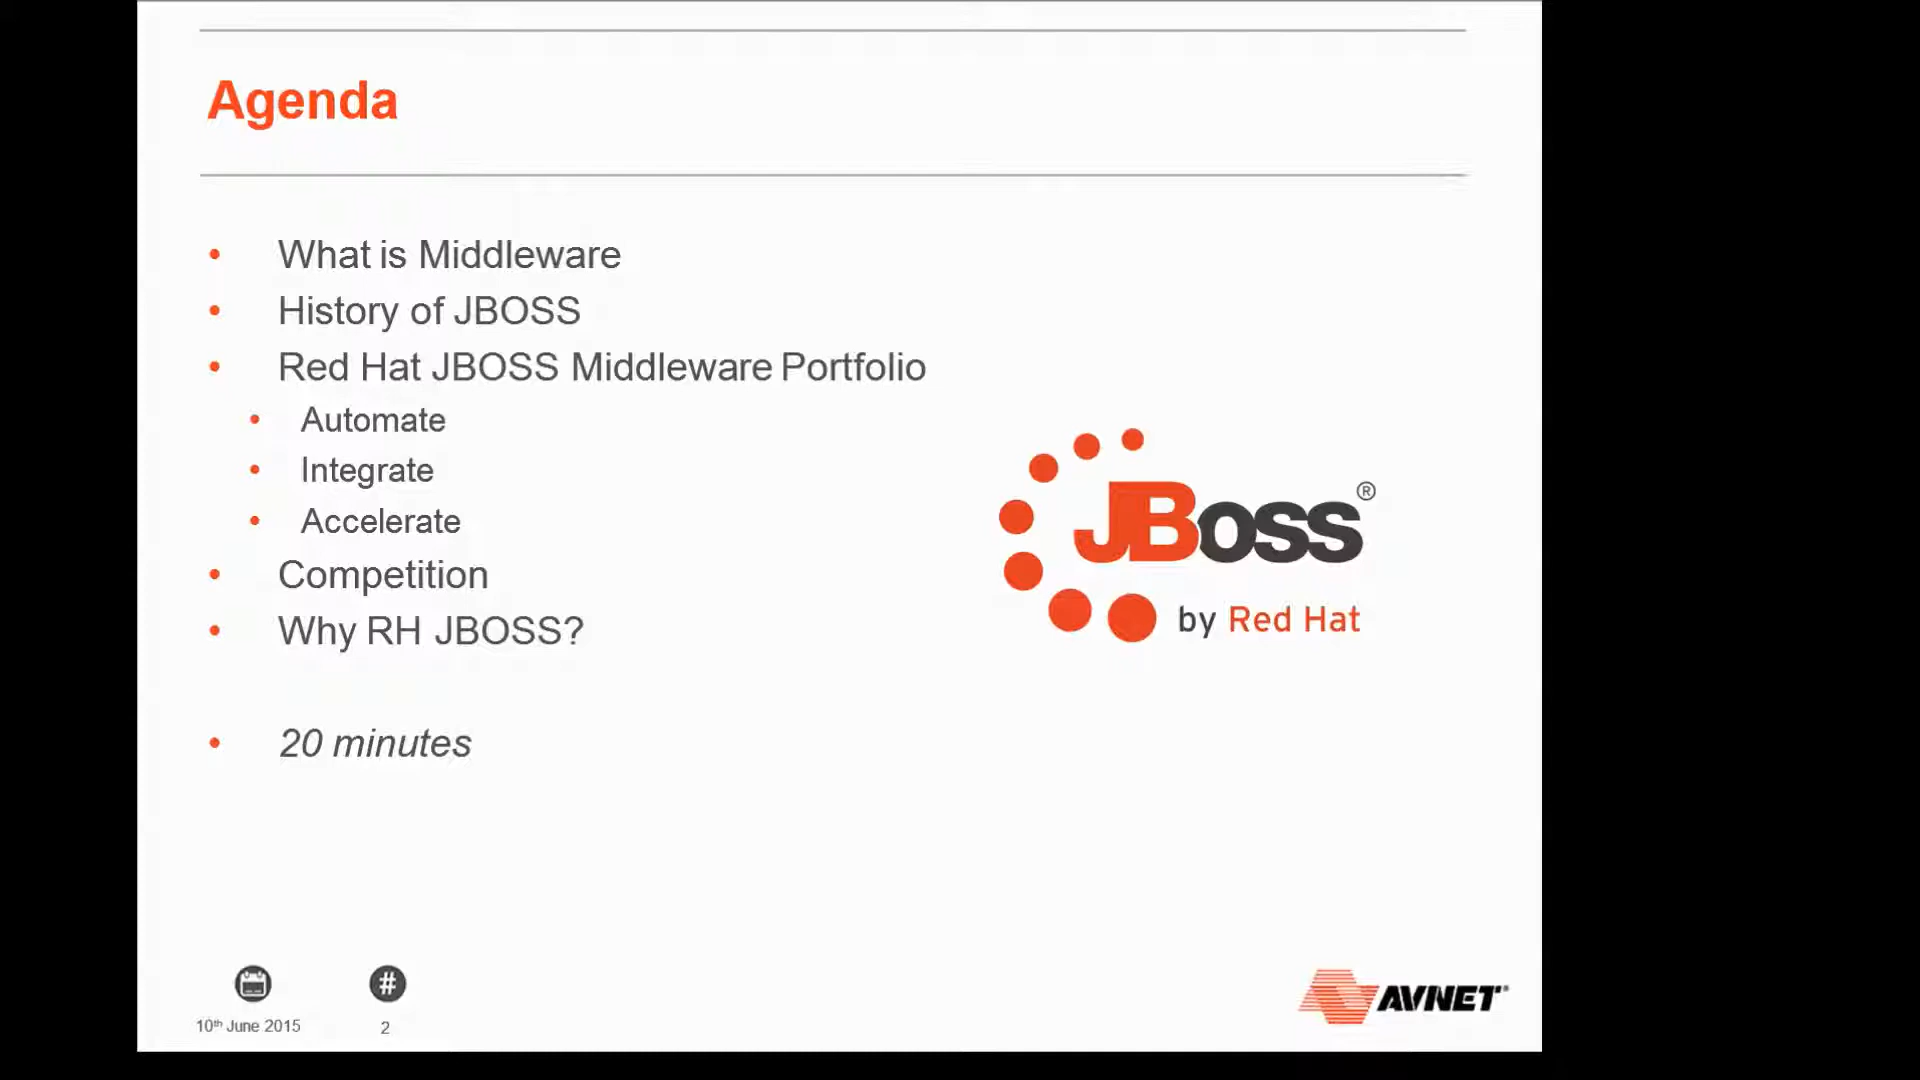 Agenda
• What is Middleware
• History of JBOSS
• Red Hat JBOSS Middleware Portfolio
• Automate
• Integrate
• Accelerate
• Competition
• Why RH JBOSS?
• 20 minutes
JBoss®
by Red Hat
#
10th June 2015
2
AVNET